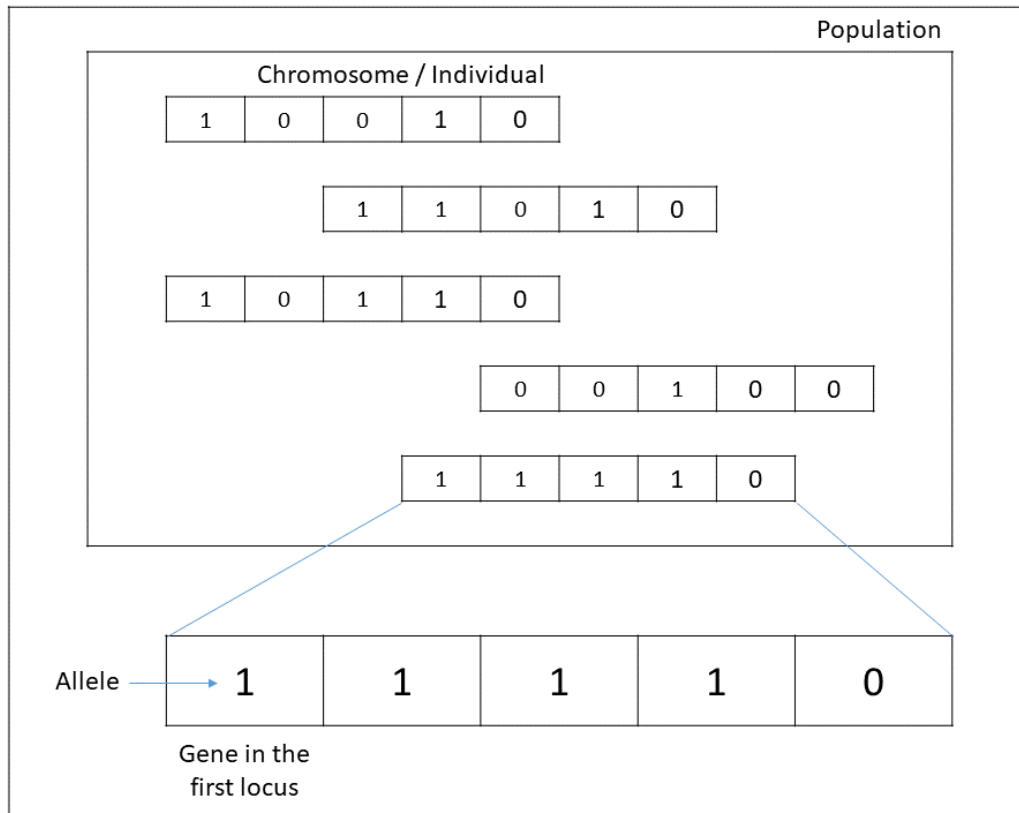 Population
Chromosome / Individual
1 0 0 1 0
1 1 0 1 0
1 0 1 1 0
0 0 1 0 0
1 1 1 1 0
Allele 1 1 1 1 0
Gene in the
first locus